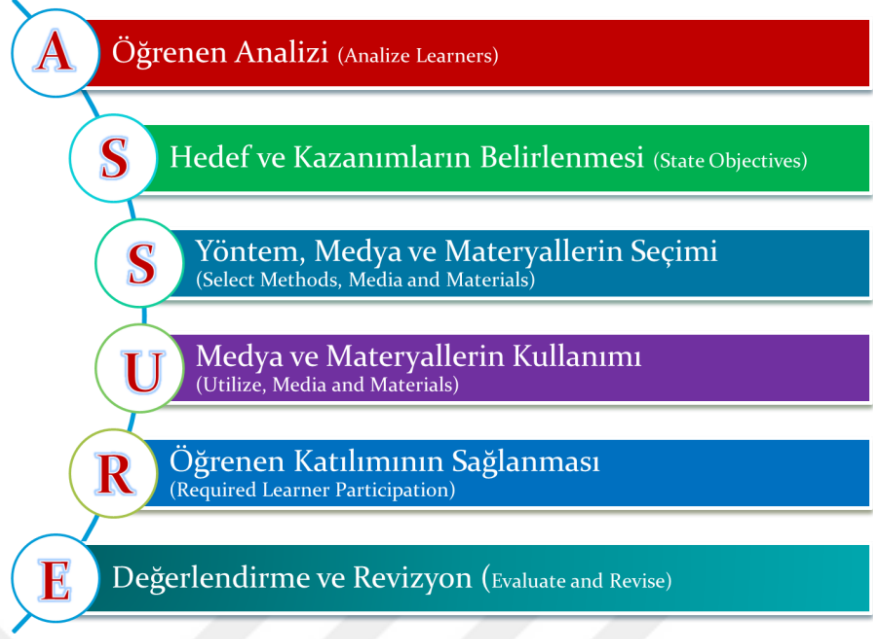 A
Öğrenen Analizi (Analize Learners)
S
Hedef ve Kazanımların Belirlenmesi (State Objectives)
S
Yöntem, Medya ve Materyallerin Seçimi
(Select Methods, Media and Materials)
U
Medya ve Materyallerin Kullanımı
(Utilize, Media and Materials)
R
Öğrenen Katılımının Sağlanması
(Required Learner Participation)
E
Değerlendirme ve Revizyon (Evaluate and Revise)